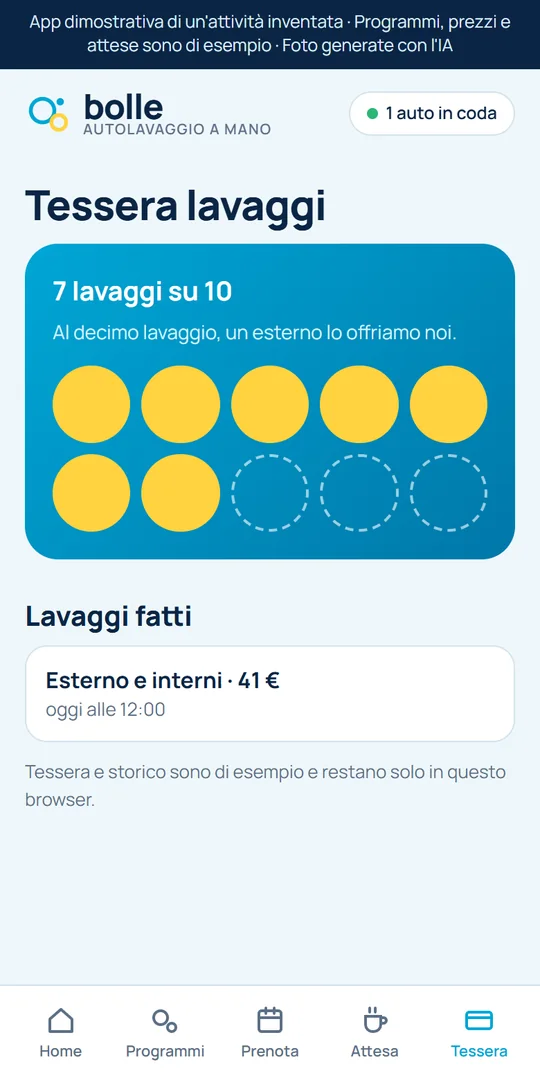 App dimostrativa di un'attività inventata · Programmi, prezzi e
attese sono di esempio · Foto generate con l'IA
bolle
AUTOLAVAGGIO A MANO
1 auto in coda
Tessera lavaggi
7 lavaggi su 10
Al decimo lavaggio, un esterno lo offriamo noi.
Lavaggi fatti
Esterno e interni · 41 €
oggi alle 12:00
Tessera e storico sono di esempio e restano solo in questo
browser.
Home
Programmi
Prenota
Attesa
Tessera